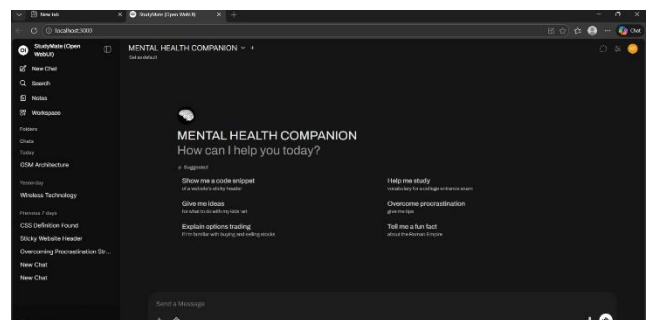 New tab
StudyMate (Open WebUI)
localhost:3000
Chat
OI
StudyMate (Open
WebUI)
New Chat
Search
Notes
Workspace
Folders
Chats
Today
GSM Architecture
Yesterday
Wireless Technology
Previous 7 days
CSS Definition Found
Sticky Website Header
Overcoming Procrastination Str...
New Chat
New Chat
MENTAL HEALTH COMPANION
Set as default
MENTAL HEALTH COMPANION
How can I help you today?
Suggested
Show me a code snippet
of a website's sticky header
Help me study
vocabulary for a college entrance exam
Give me ideas
for what to do with my kids' art
Overcome procrastination
give me tips
Explain options trading
if I'm familiar with buying and selling stocks
Tell me a fun fact
about the Roman Empire
Send a Message